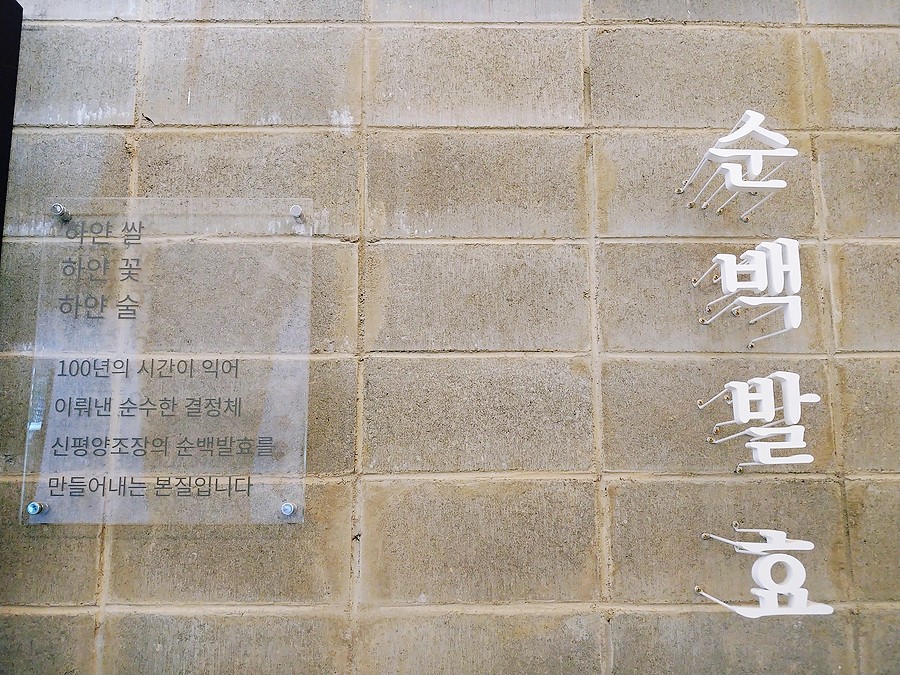 하얀 쌀
하얀 꽃
하얀 술
100년의 시간이 익어
이뤄낸 순수한 결정체
신평양조장의 순백발효를
만들어내는 본질입니다
순백발효